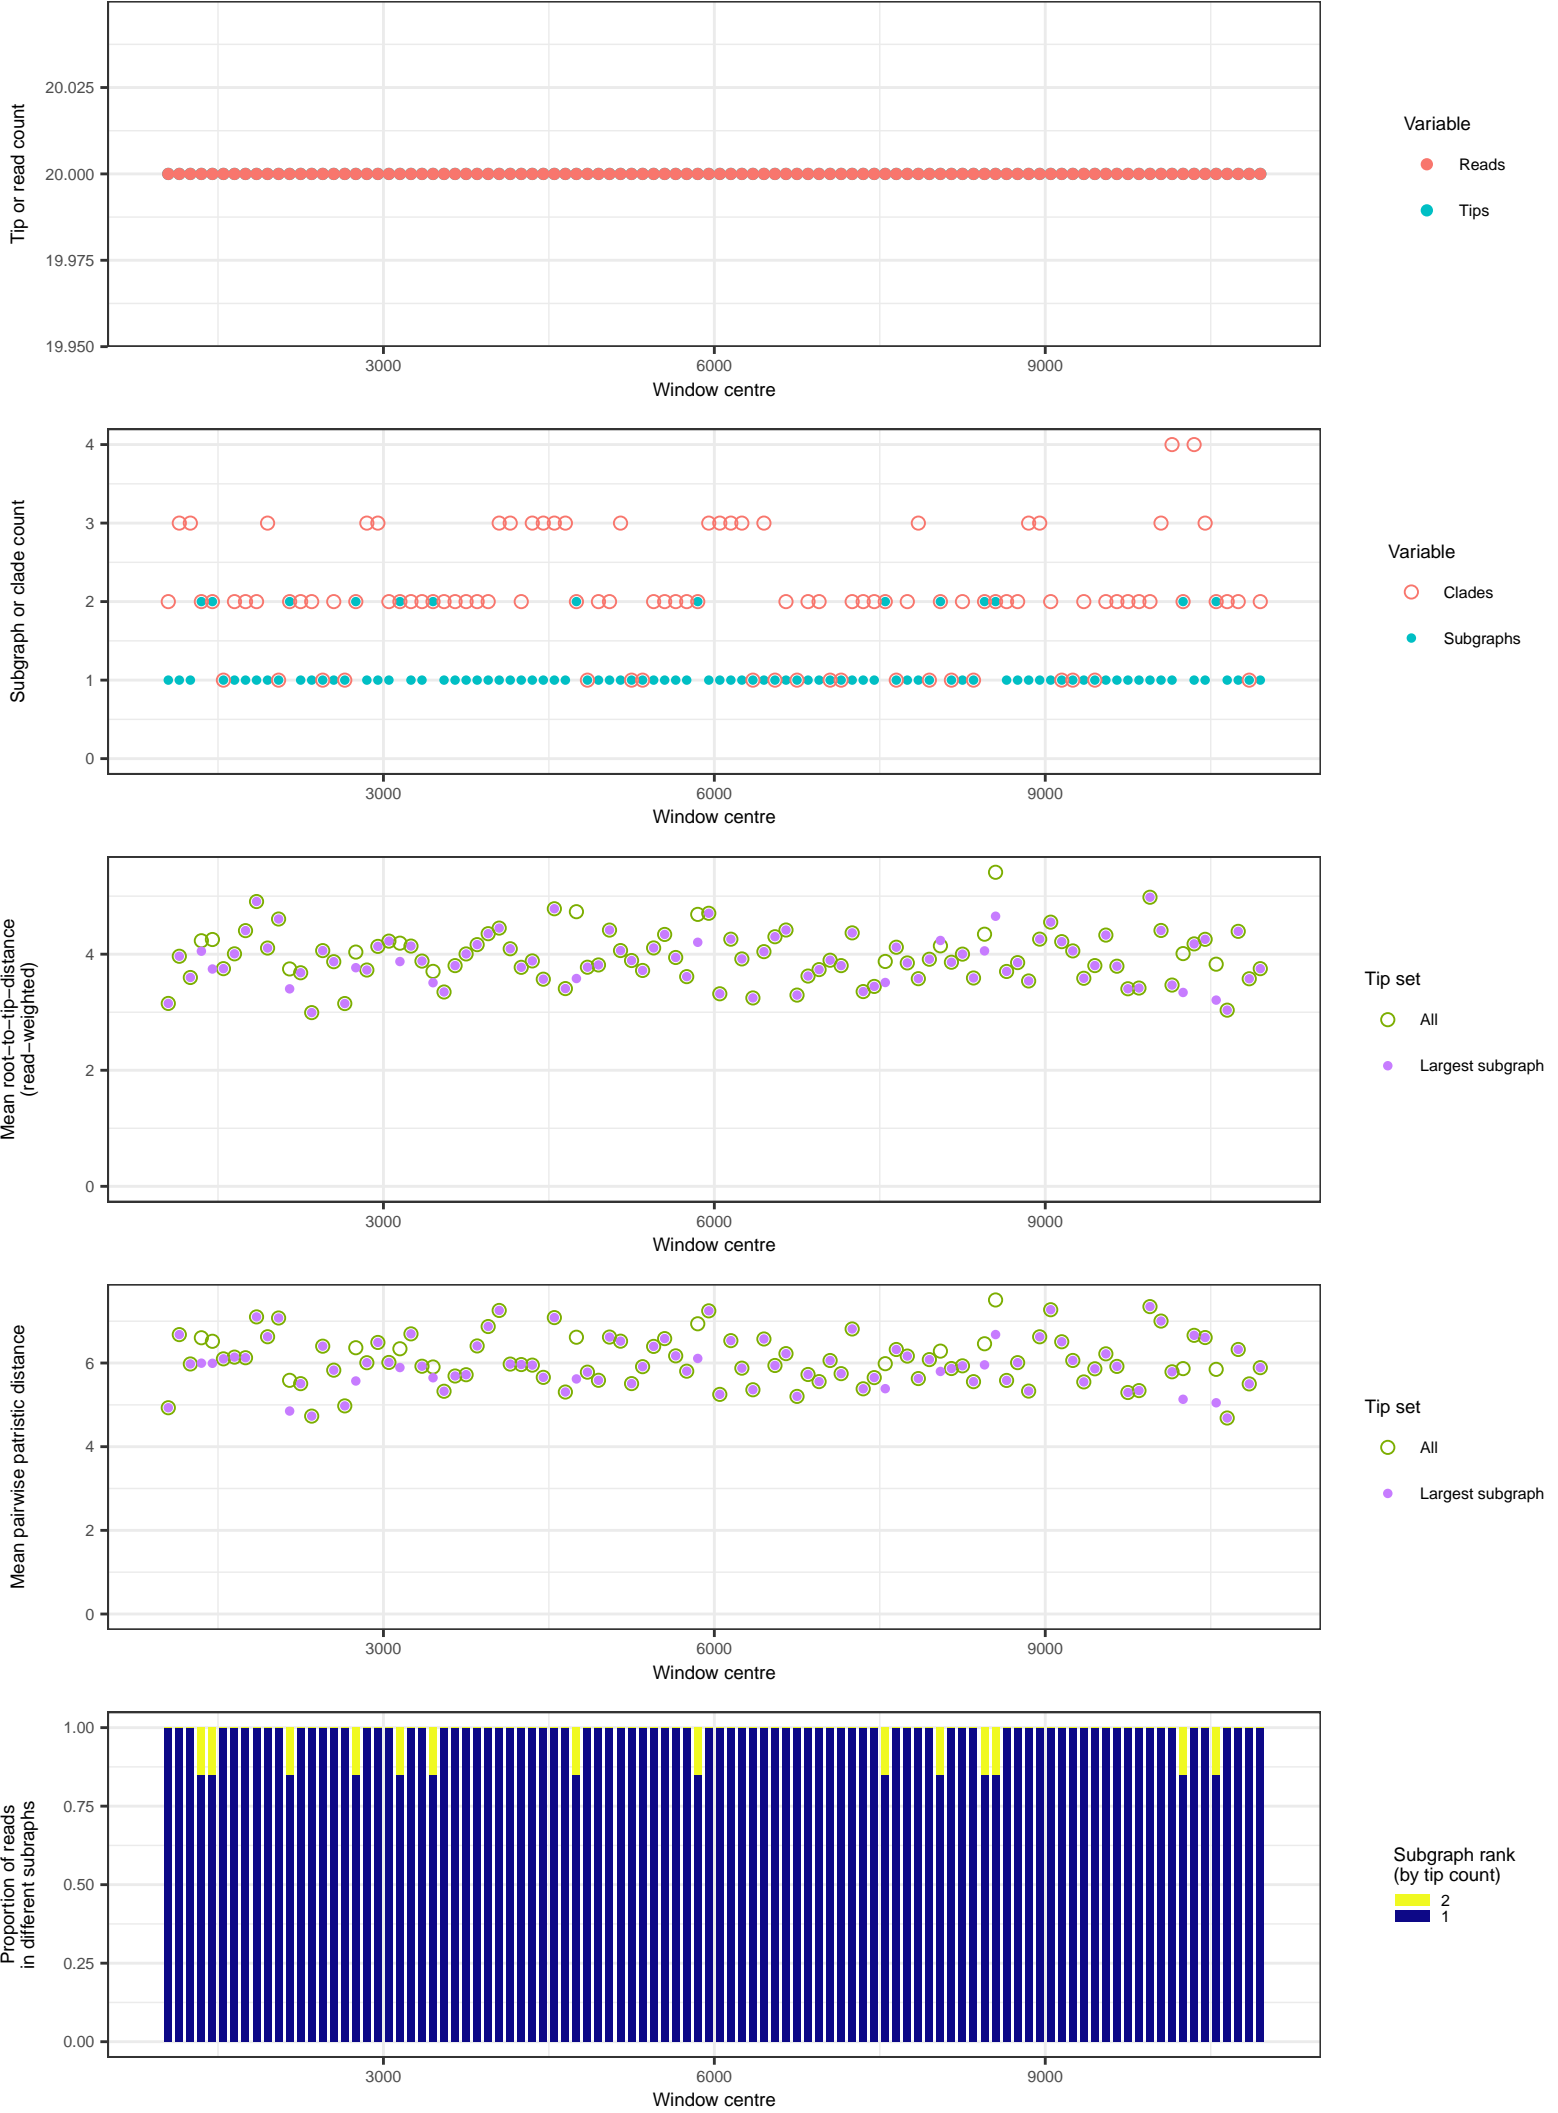 20.025
20.000
19.975
19.950
Tip or read count
3000
6000
9000
Window centre
Variable
Reads
Tips
4
3
2
1
0
Subgraph or clade count
3000
6000
9000
Window centre
Variable
Clades
Subgraphs
4
2
0
Mean root−to−tip−distance
(read−weighted)
3000
6000
9000
Window centre
Tip set
All
Largest subgraph
6
4
2
0
Mean pairwise patristic distance
3000
6000
9000
Window centre
Tip set
All
Largest subgraph
1.00
0.75
0.50
0.25
0.00
Proportion of reads
in different subraphs
3000
6000
9000
Window centre
Subgraph rank
(by tip count)
2
1